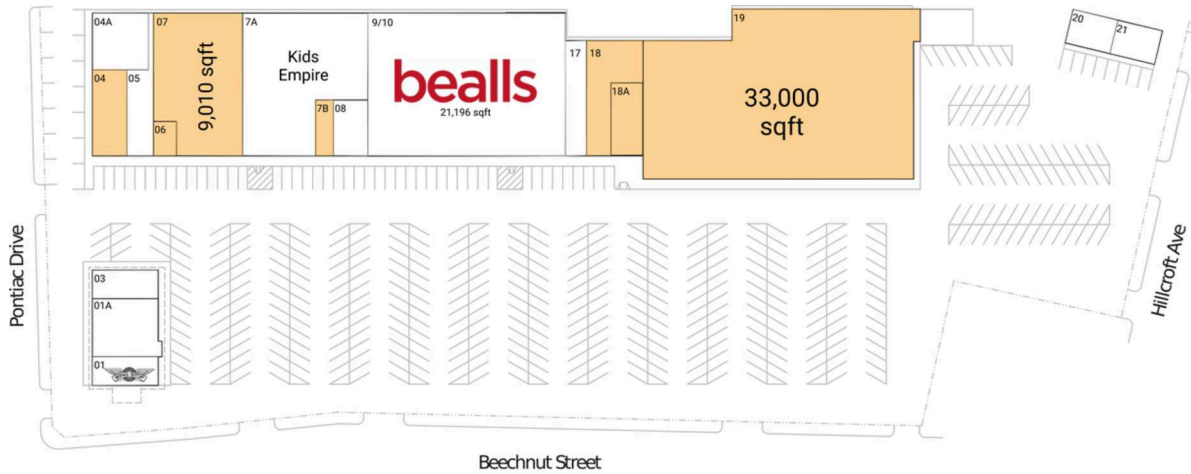 04A
07
7A
9/10
19
20
21
Kids
Empire
9,010 sqft
bealls
21,196 sqft
17
18
04
05
18A
33,000
sqft
7B
08
06
Pontiac Drive
Hillcroft Ave
03
01A
01
Beechnut Street